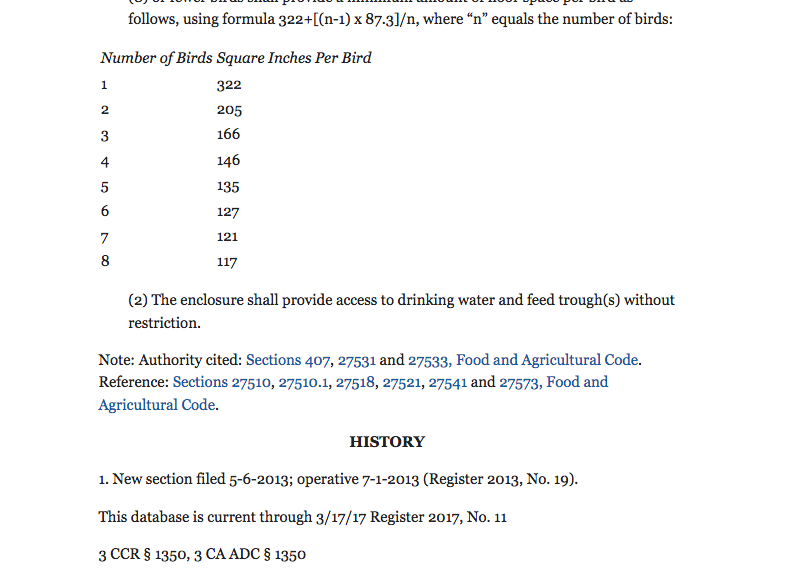 follows, using formula 322+[(n-1) x 87.3]/n, where “n” equals the number of birds:
Number of Birds Square Inches Per Bird
1 322
2 205
3 166
4 146
5 135
6 127
7 121
8 117
(2) The enclosure shall provide access to drinking water and feed trough(s) without
restriction.
Note: Authority cited: Sections 407, 27531 and 27533, Food and Agricultural Code.
Reference: Sections 27510, 27510.1, 27518, 27521, 27541 and 27573, Food and
Agricultural Code.
HISTORY
1. New section filed 5-6-2013; operative 7-1-2013 (Register 2013, No. 19).
This database is current through 3/17/17 Register 2017, No. 11
3 CCR § 1350, 3 CA ADC § 1350